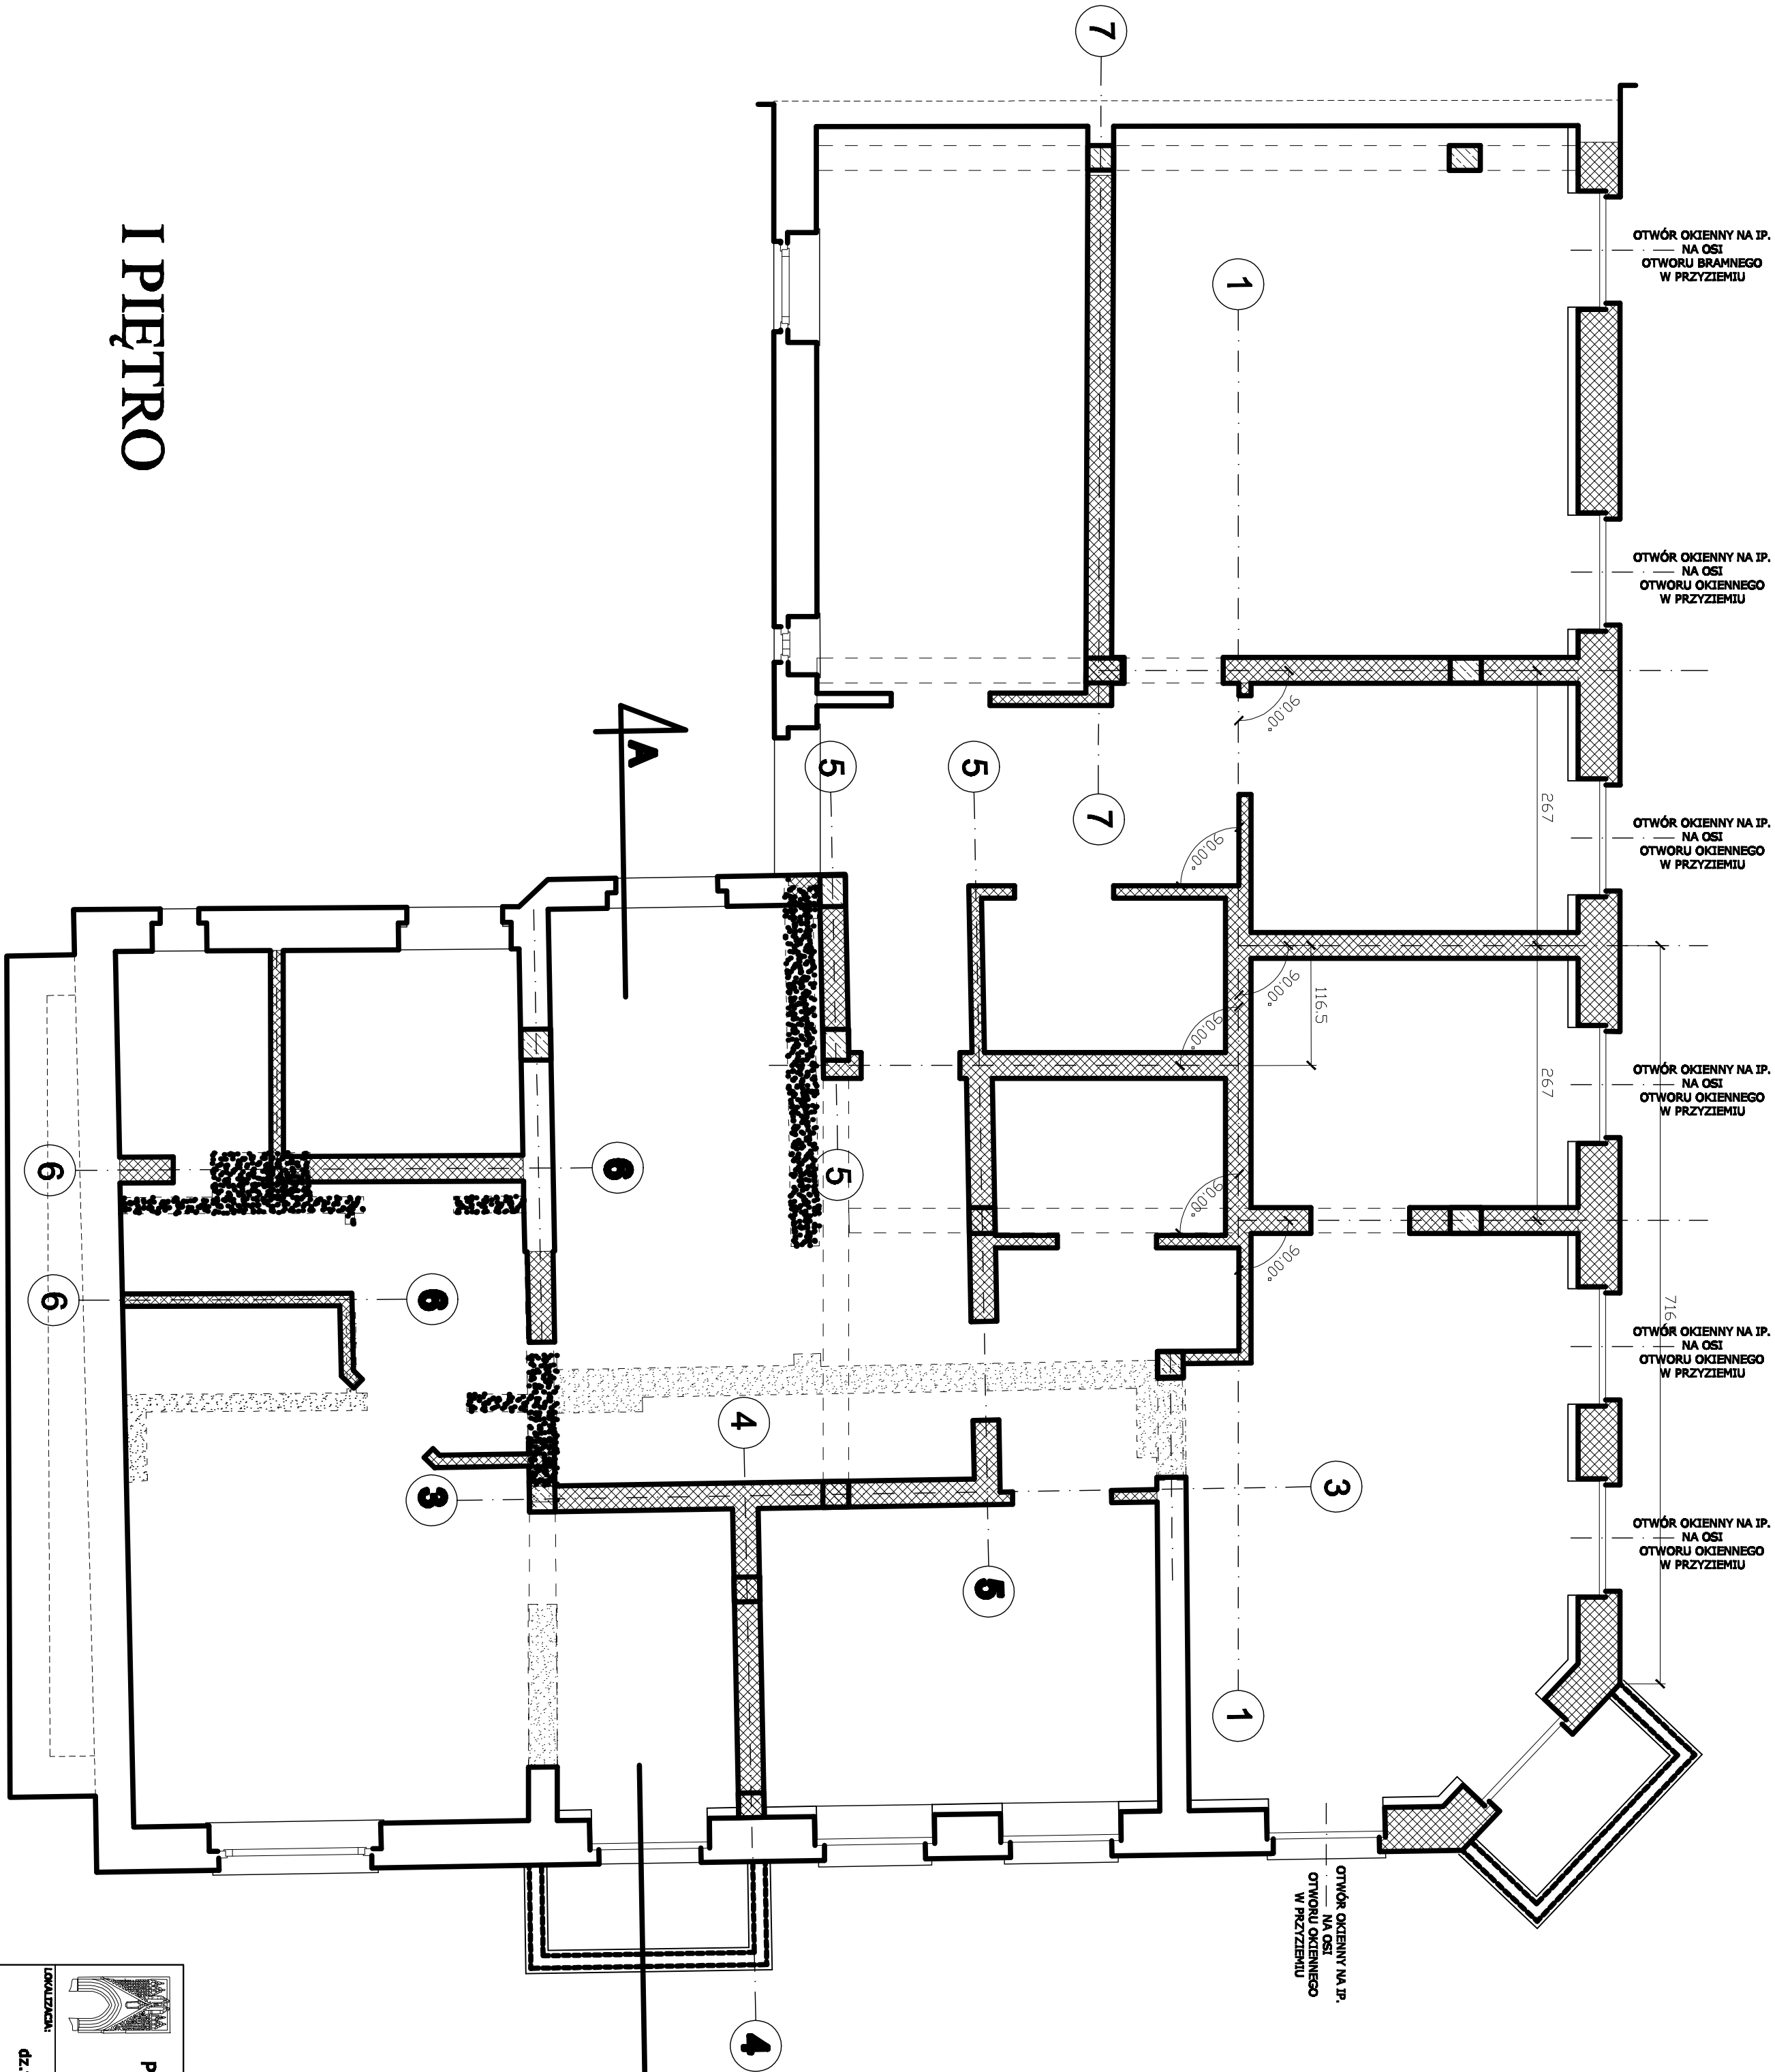 7
OTWÓR OKIENNY NA IP.
NA OSI
OTWORU BRAMNEGO
W PRZYZIEMIU
1
I PIĘTRO
OTWÓR OKIENNY NA IP.
NA OSI
OTWORU OKIENNEGO
W PRZYZIEMIU
90.00°
A
5
5
7
267
OTWÓR OKIENNY NA IP.
NA OSI
OTWORU OKIENNEGO
W PRZYZIEMIU
90.00°
90.00°
116.5
90.00°
267
OTWÓR OKIENNY NA IP.
NA OSI
OTWORU OKIENNEGO
W PRZYZIEMIU
6
6
5
90.00°
90.00°
6
6
716
OTWÓR OKIENNY NA IP.
NA OSI
OTWORU OKIENNEGO
W PRZYZIEMIU
4
3
3
OTWÓR OKIENNY NA IP.
NA OSI
OTWORU OKIENNEGO
W PRZYZIEMIU
5
1
OTWÓR OKIENNY NA IP.
NA OSI
OTWORU OKIENNEGO
W PRZYZIEMIU
4
P
LOKALIZACJA:
dz.